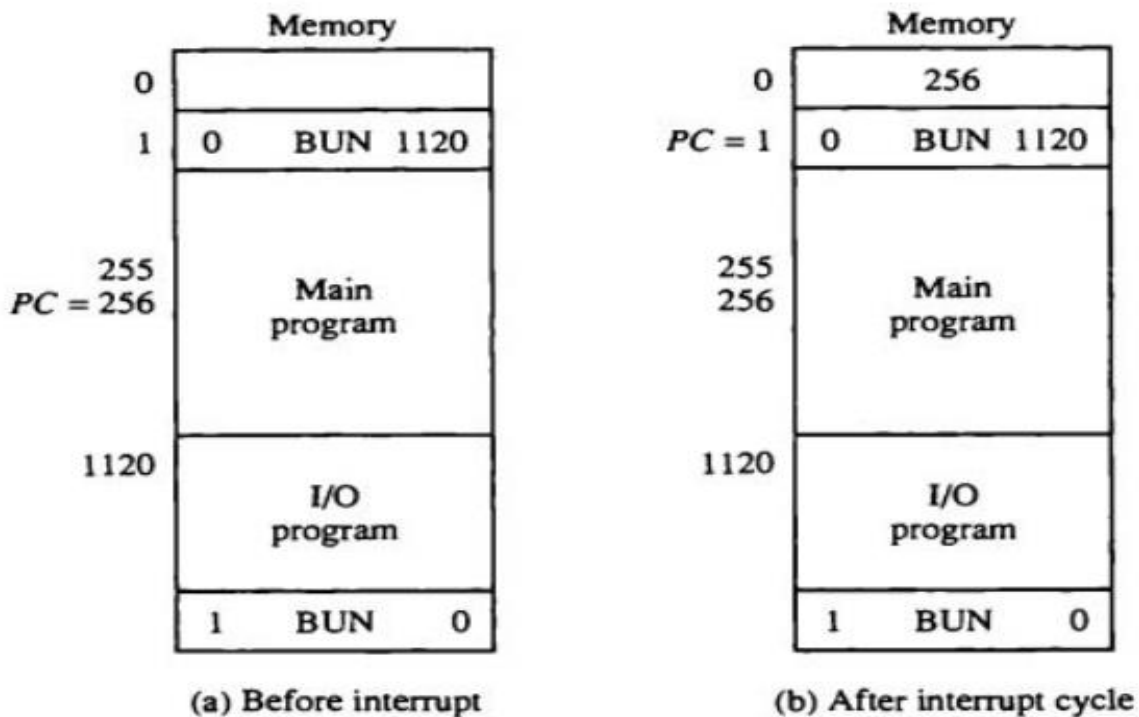 Memory
0
1 0 BUN 1120
255
PC = 256
Main
program
1120
I/O
program
1 BUN 0
(a) Before interrupt
Memory
0 256
PC = 1 0 BUN 1120
255
256
Main
program
1120
I/O
program
1 BUN 0
(b) After interrupt cycle